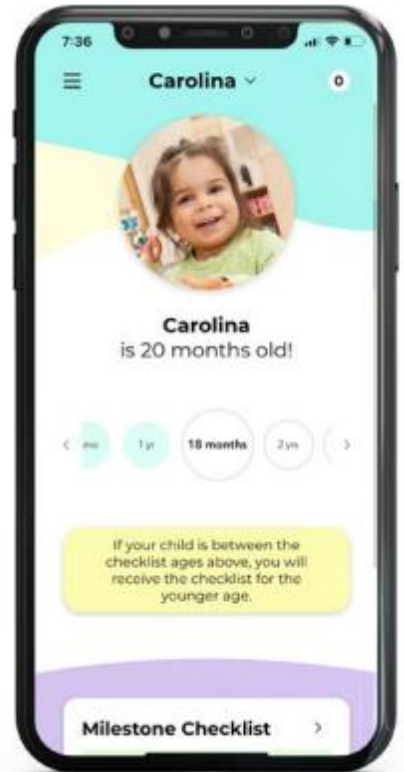 7:36
Carolina
0
Carolina
is 20 months old!
mo 1 yr 18 months 2 yrs
If your child is between the
checklist ages above, you will
receive the checklist for the
younger age.
Milestone Checklist